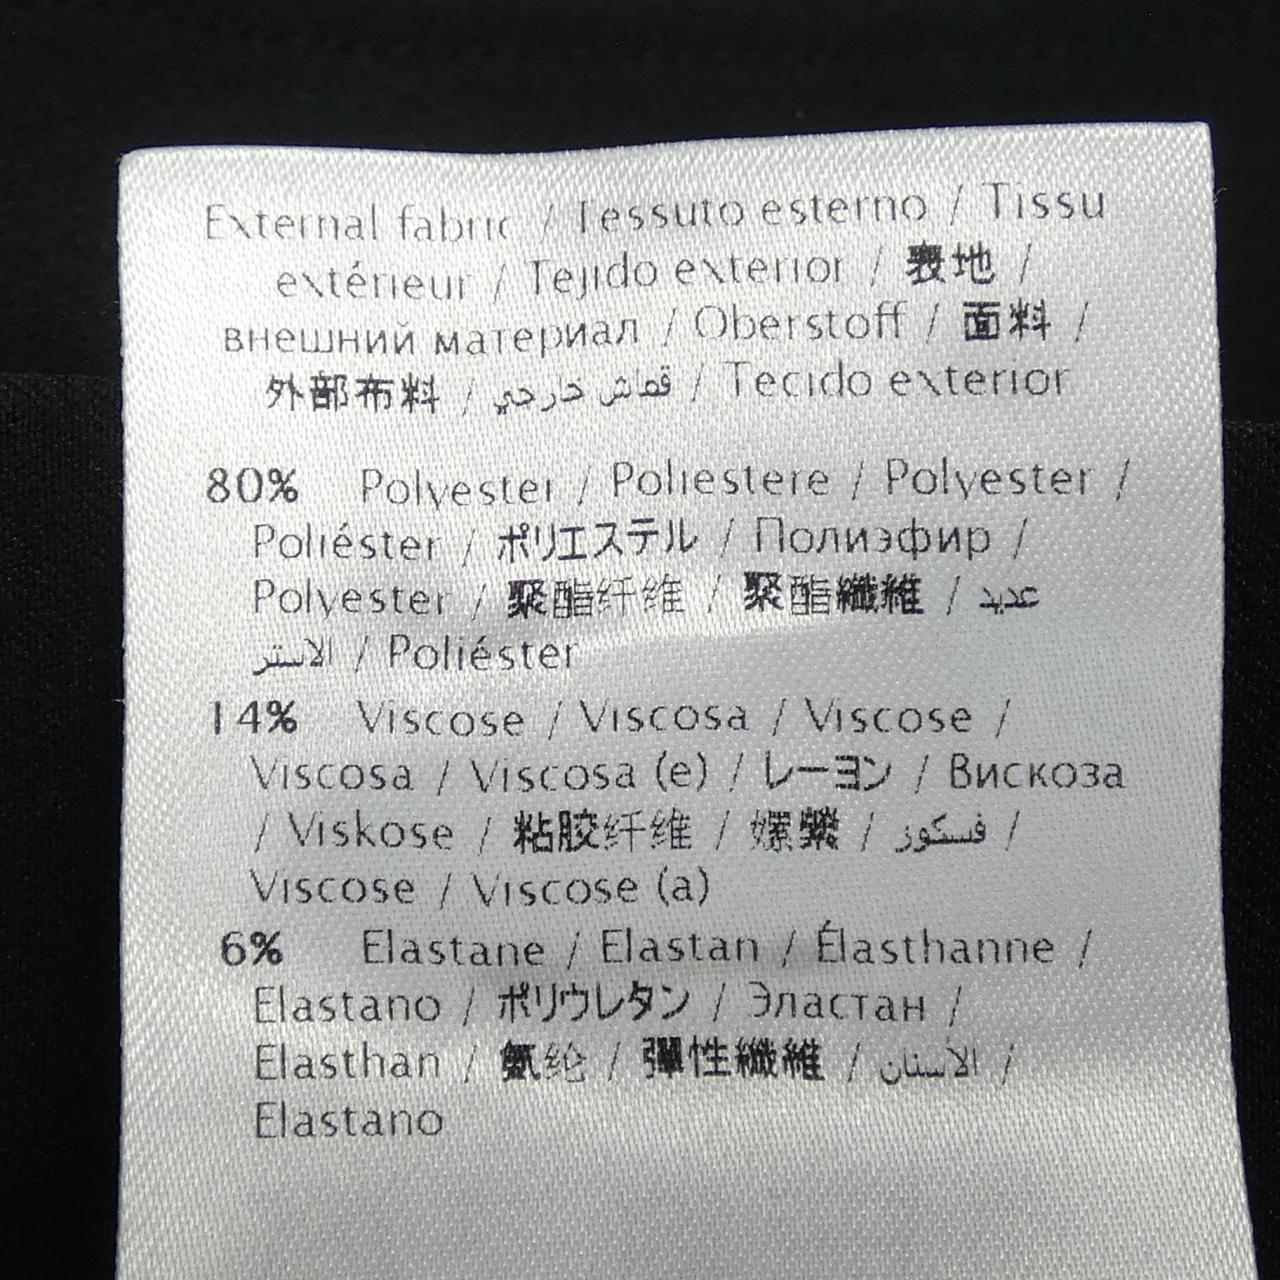 External fabric / Tessuto esterno / Tissu
extérieur / Tejido exterior / 表地 /
внешний материал / Oberstoff / 面料 /
外部布料 / قماش خارجي / Tecido exterior
80% Polyester / Poliestere / Polyester /
Poliéster / ポリエステル / Полиэфир /
Polyester / 聚酯纤维 / 聚酯纖維 / عديد
الاستر / Poliéster
14% Viscose / Viscosa / Viscose /
Viscosa / Viscosa (e) / レーヨン / Вискоза
/ Viskose / 粘胶纤维 / 嫘縈 / فسكوز /
Viscose / Viscose (a)
6% Elastane / Elastan / Élasthanne /
Elastano / ポリウレタン / Эластан /
Elasthan / 氨纶 / 彈性纖維 / الاستان /
Elastano